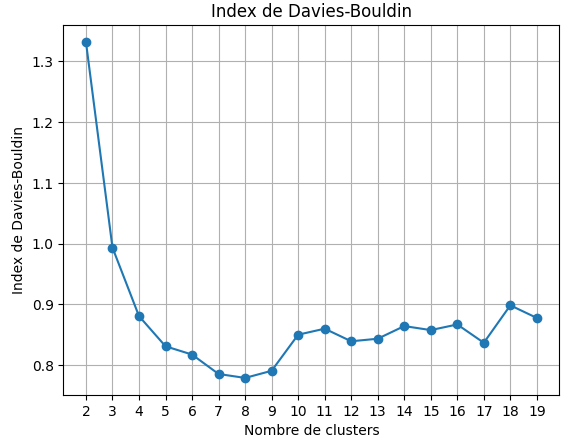 Index de Davies-Bouldin
Index de Davies-Bouldin
1.3
1.2
1.1
1.0
0.9
0.8
2 3 4 5 6 7 8 9 10 11 12 13 14 15 16 17 18 19
Nombre de clusters